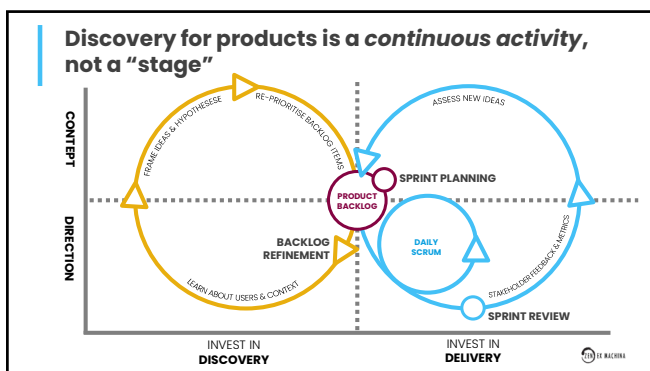 Discovery for products is a continuous activity,
not a “stage”
CONTEPT
DIRECTION
FRAME IDEAS & HYPOTHESESE
RE-PRIORITISE BACKLOG ITEMS
ASSESS NEW IDEAS
SPRINT PLANNING
PRODUCT
BACKLOG
BACKLOG
REFINEMENT
DAILY
SCRUM
LEARN ABOUT USERS & CONTEXT
STAKEHOLDER FEEDBACK & METRICS
SPRINT REVIEW
INVEST IN
DISCOVERY
INVEST IN
DELIVERY
ZEN EX MACHINA